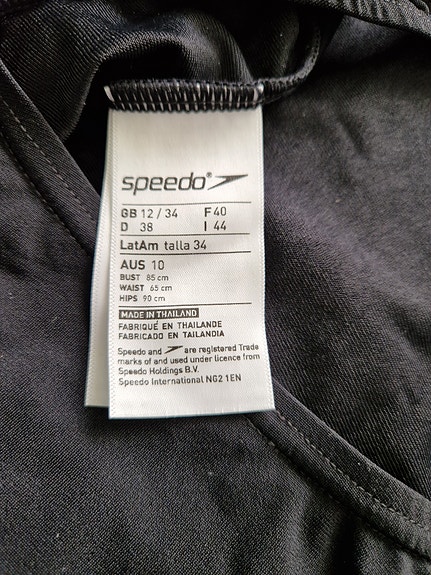 speedo®
GB 12 / 34 F 40
D 38 I 44
LatAm talla 34
AUS 10
BUST 85 cm
WAIST 65 cm
HIPS 90 cm
MADE IN THAILAND
FABRIQUÉ EN THAILANDE
FABRICADO EN TAILANDIA
Speedo and are registered Trade
marks of and used under licence from
Speedo Holdings B.V.
Speedo International NG2 1EN